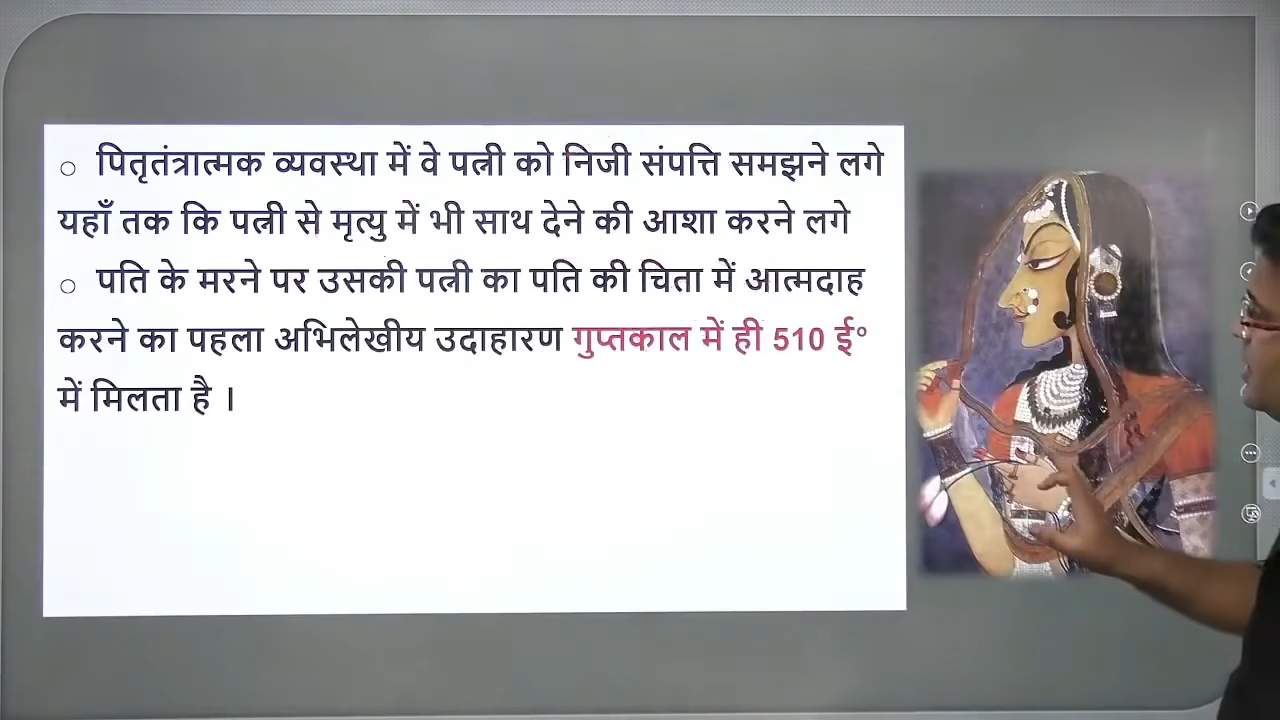 ○ पितृतंत्रात्मक व्यवस्था में वे पत्नी को निजी संपत्ति समझने लगे
यहाँ तक कि पत्नी से मृत्यु में भी साथ देने की आशा करने लगे
○ पति के मरने पर उसकी पत्नी का पति की चिता में आत्मदाह
करने का पहला अभिलेखीय उदाहारण गुप्तकाल में ही 510 ई°
में मिलता है ।